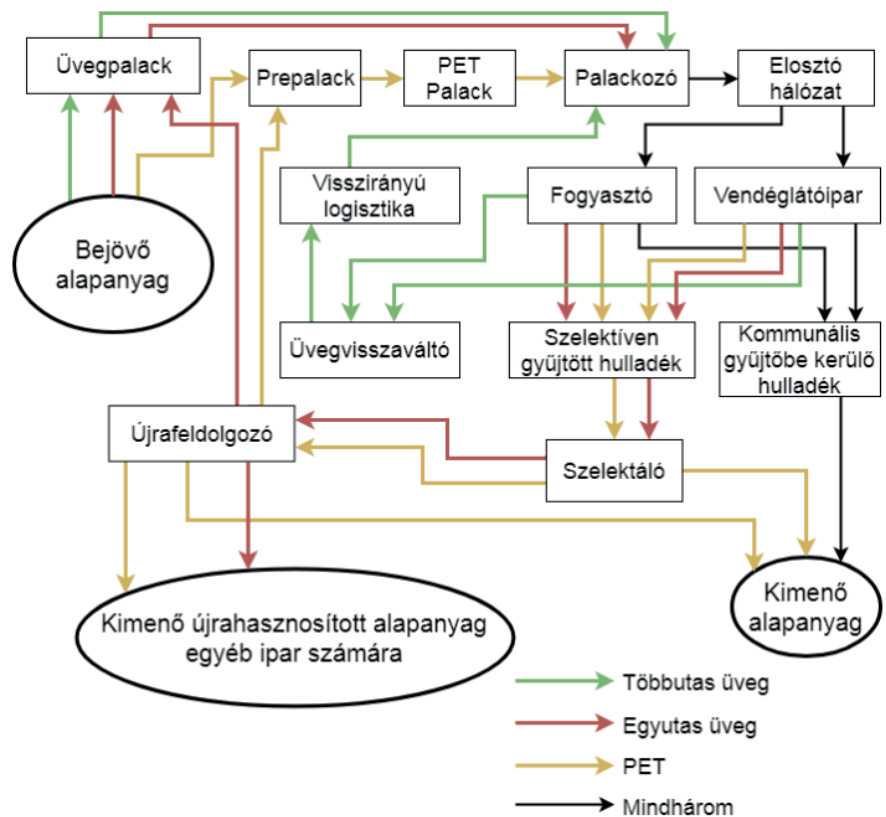 Üvegpalack
Prepalack
PET
Palack
Palackozó
Elosztó
hálózat
Visszirányú
logisztika
Fogyasztó
Vendéglátóipar
Bejövő
alapanyag
Üvegvisszaváltó
Szelektíven
gyűjtött hulladék
Kommunális
gyűjtőbe kerülő
hulladék
Újrafeldolgozó
Szelektáló
Kimenő újrahasznosított alapanyag
egyéb ipar számára
Kimenő
alapanyag
Többutas üveg
Egyutas üveg
PET
Mindhárom